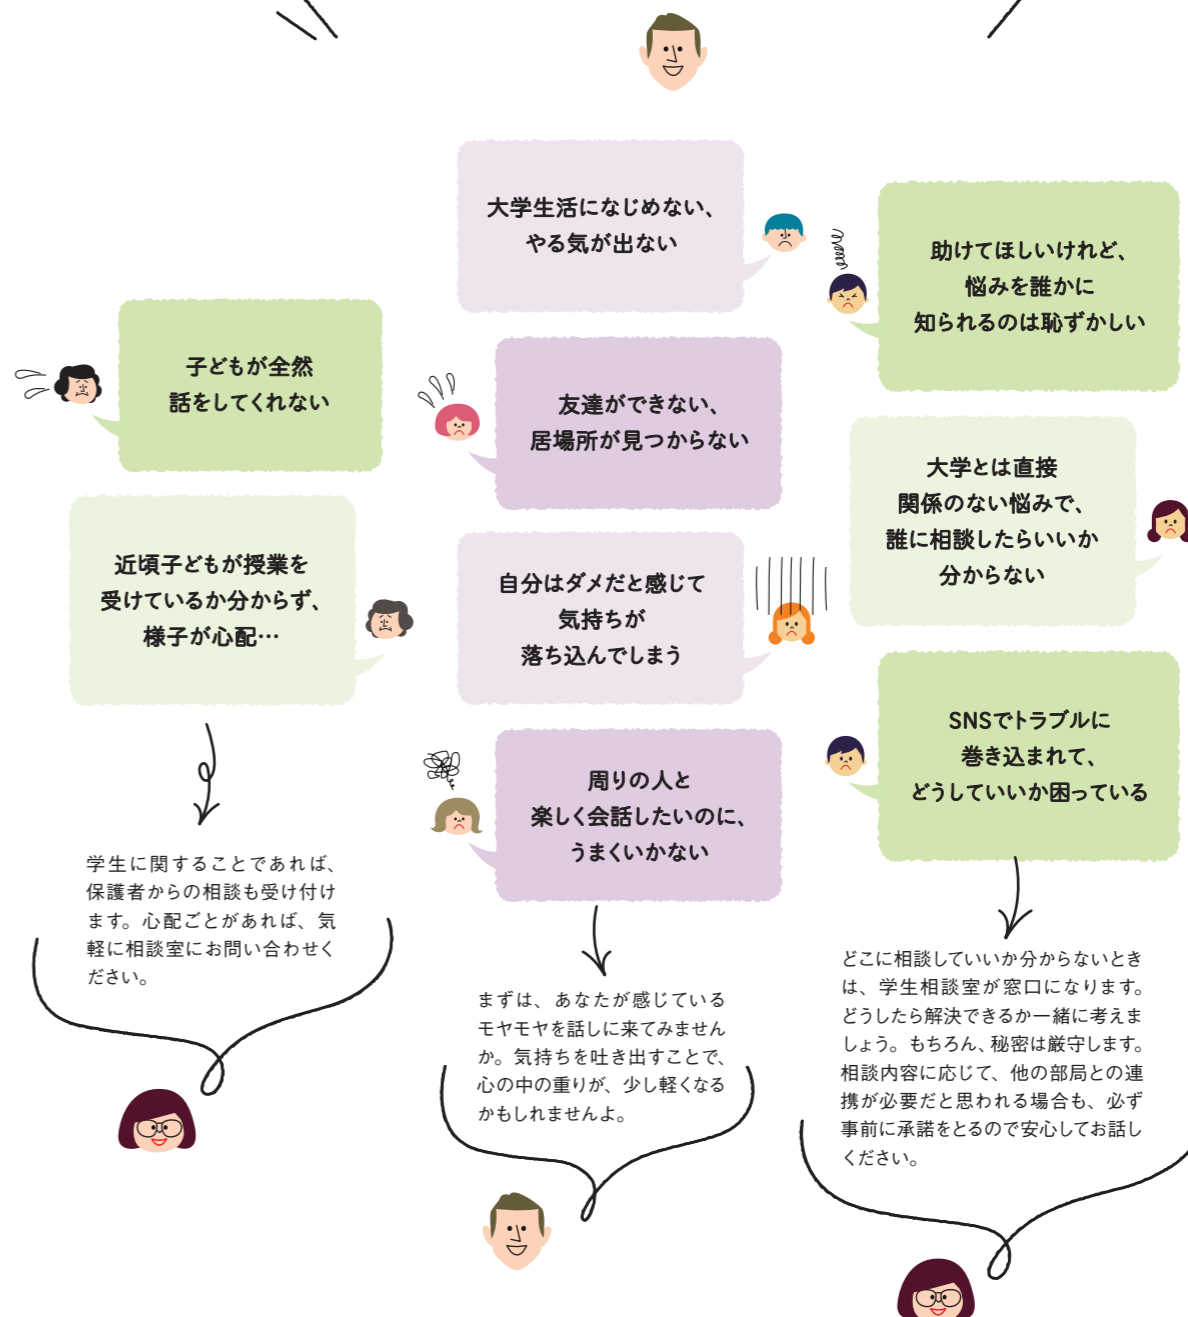 子どもが全然
話をしてくれない
近頃子どもが授業を
受けているか分からず、
様子が心配…
学生に関することであれば、
保護者からの相談も受け付け
ます。心配ごとがあれば、気
軽に相談室にお問い合わせく
ださい。
大学生活になじめない、
やる気が出ない
友達ができない、
居場所が見つからない
自分はダメだと感じて
気持ちが
落ち込んでしまう
周りの人と
楽しく会話したいのに、
うまくいかない
まずは、あなたが感じている
モヤモヤを話しに来てみません
か。気持ちを吐き出すことで、
心の中の重りが、少し軽くなる
かもしれませんよ。
助けてほしいけれど、
悩みを誰かに
知られるのは恥ずかしい
大学とは直接
関係のない悩みで、
誰に相談したらいいか
分からない
SNSでトラブルに
巻き込まれて、
どうしていいか困っている
どこに相談していいか分からないとき
は、学生相談室が窓口になります。
どうしたら解決できるか一緒に考えま
しょう。もちろん、秘密は厳守します。
相談内容に応じて、他の部局との連
携が必要だと思われる場合も、必ず
事前に承諾をとるので安心してお話し
ください。